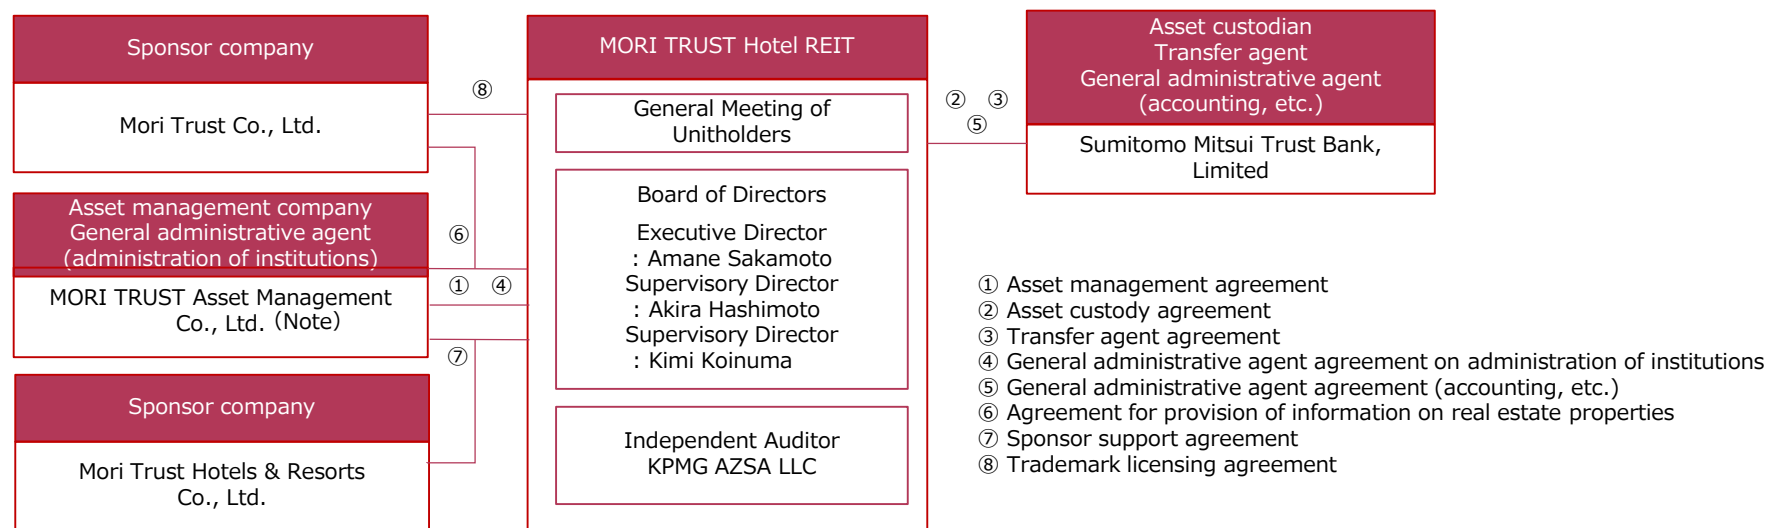 Sponsor company
Mori Trust Co., Ltd.
⑧
⑥
Asset management company
General administrative agent
(administration of institutions)
MORI TRUST Asset Management
Co., Ltd. (Note)
① ④
⑦
Sponsor company
Mori Trust Hotels & Resorts
Co., Ltd.
MORI TRUST Hotel REIT
General Meeting of
Unitholders
Board of Directors
Executive Director
: Amane Sakamoto
Supervisory Director
: Akira Hashimoto
Supervisory Director
: Kimi Koinuma
Independent Auditor
KPMG AZSA LLC
② ③
⑤
Asset custodian
Transfer agent
General administrative agent
(accounting, etc.)
Sumitomo Mitsui Trust Bank,
Limited
① Asset management agreement
② Asset custody agreement
③ Transfer agent agreement
④ General administrative agent agreement on administration of institutions
⑤ General administrative agent agreement (accounting, etc.)
⑥ Agreement for provision of information on real estate properties
⑦ Sponsor support agreement
⑧ Trademark licensing agreement